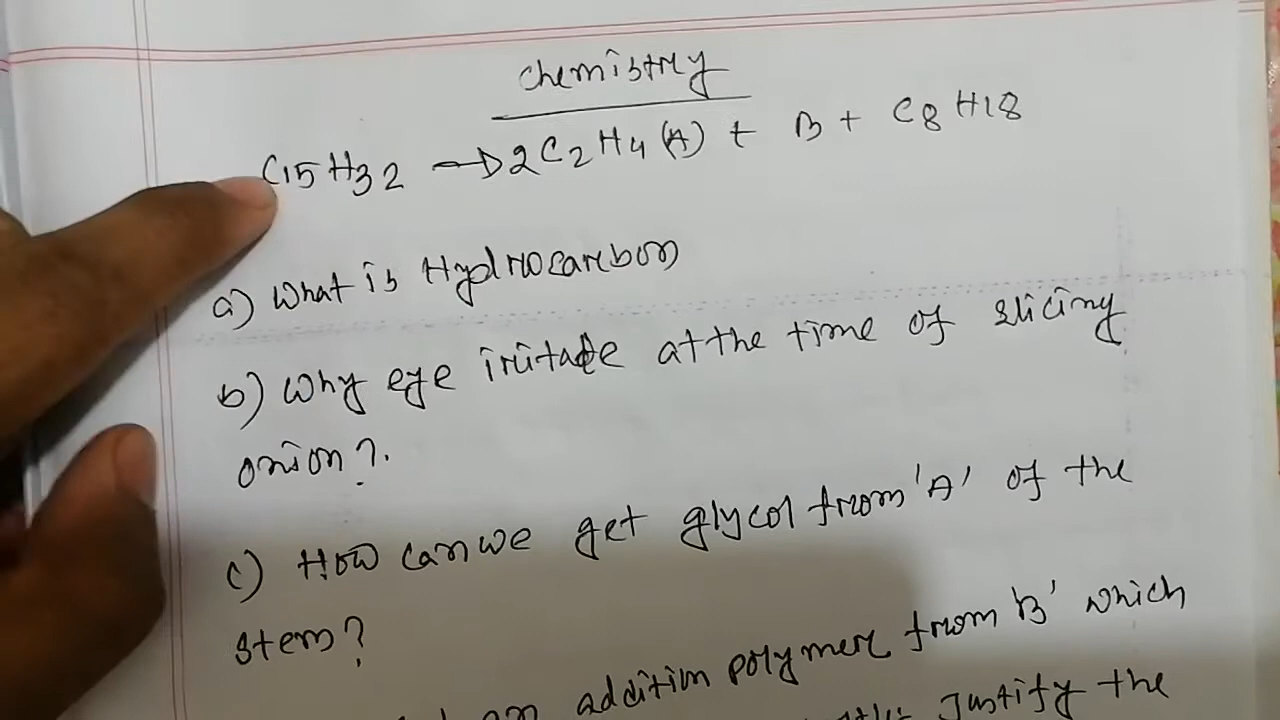 Chemistry
C15H32 → 2C2H4(A) + B + C8H18
a) What is Hydrocarbon
b) Why eye iritate at the time of slicing
onion?.
c) How can we get glycol from 'A' of the
stem?
addition polymer from 'B' which
justify the